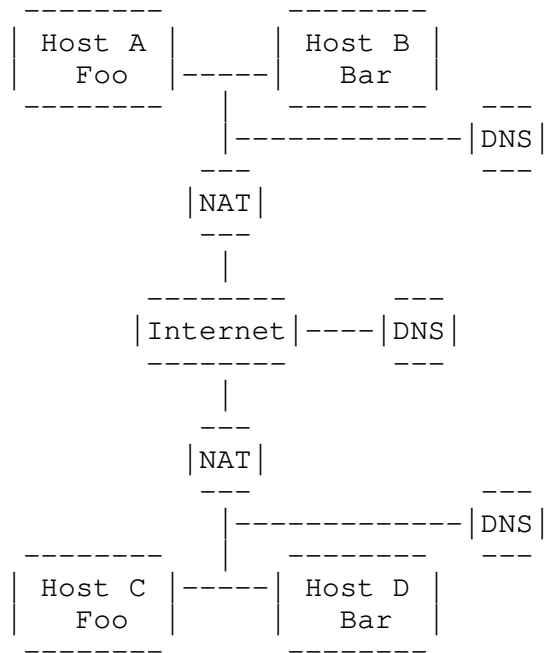 Host A Host B
Foo Bar
DNS
NAT
Internet DNS
NAT
DNS
Host C Host D
Foo Bar